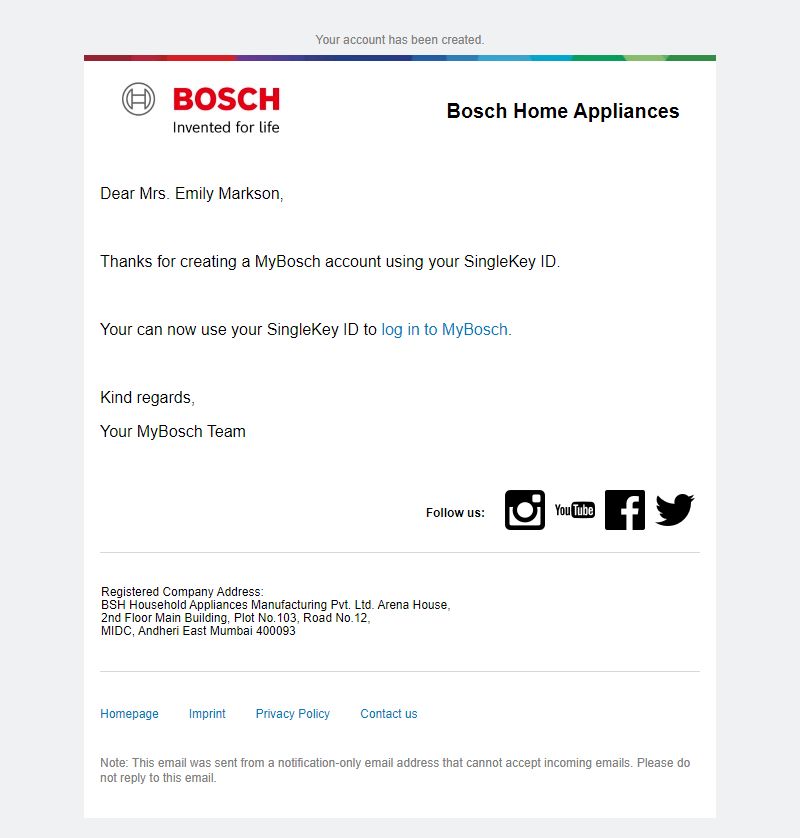 Your account has been created.
BOSCH
Invented for life
Bosch Home Appliances
Dear Mrs. Emily Markson,
Thanks for creating a MyBosch account using your SingleKey ID.
Your can now use your SingleKey ID to log in to MyBosch.
Kind regards,
Your MyBosch Team
Follow us:
YouTube
Registered Company Address:
BSH Household Appliances Manufacturing Pvt. Ltd. Arena House,
2nd Floor Main Building, Plot No.103, Road No.12,
MIDC, Andheri East Mumbai 400093
Homepage Imprint Privacy Policy Contact us
Note: This email was sent from a notification-only email address that cannot accept incoming emails. Please do
not reply to this email.